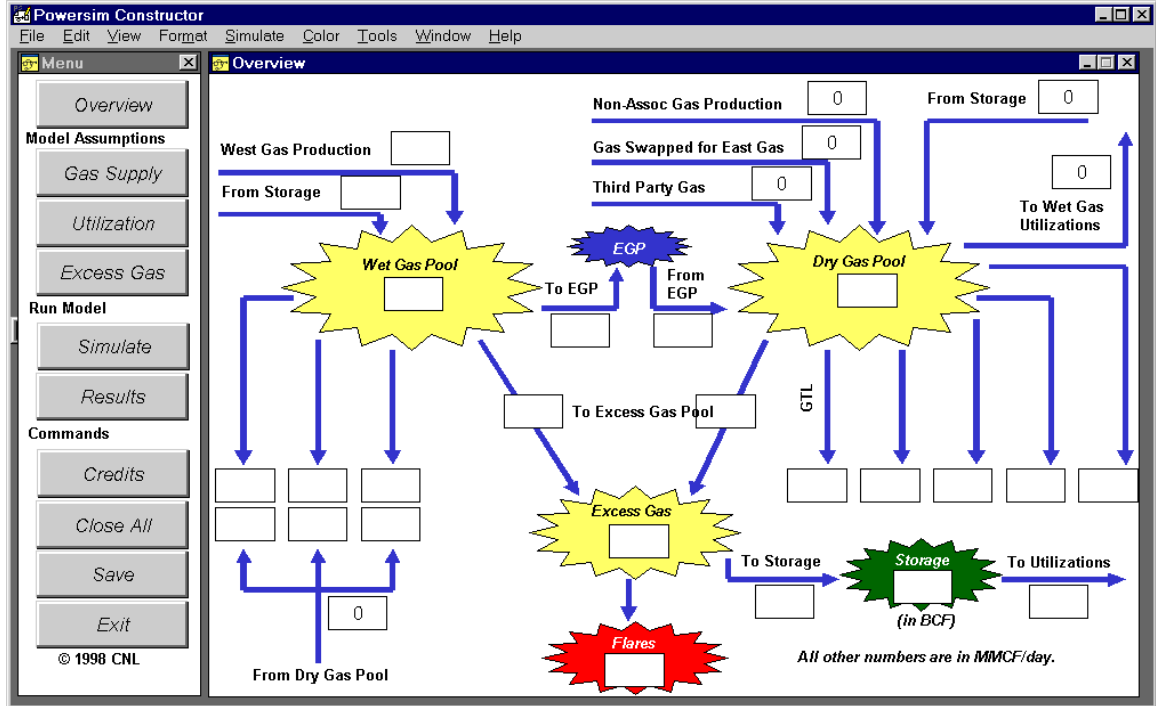 Powersim Constructor
File Edit View Format Simulate Color Tools Window Help
Menu
Overview
Model Assumptions
Gas Supply
Utilization
Excess Gas
Run Model
Simulate
Results
Commands
Credits
Close All
Save
Exit
© 1998 CNL
Overview
Non-Assoc Gas Production 0
From Storage 0
West Gas Production
Gas Swapped for East Gas 0
From Storage
Third Party Gas 0
0
To Wet Gas
Utilizations
Wet Gas Pool
EGP
Dry Gas Pool
To EGP
From
EGP
To Excess Gas Pool
GTL
Excess Gas
To Storage
Storage
To Utilizations
(in BCF)
0
Flares
From Dry Gas Pool
All other numbers are in MMCF/day.